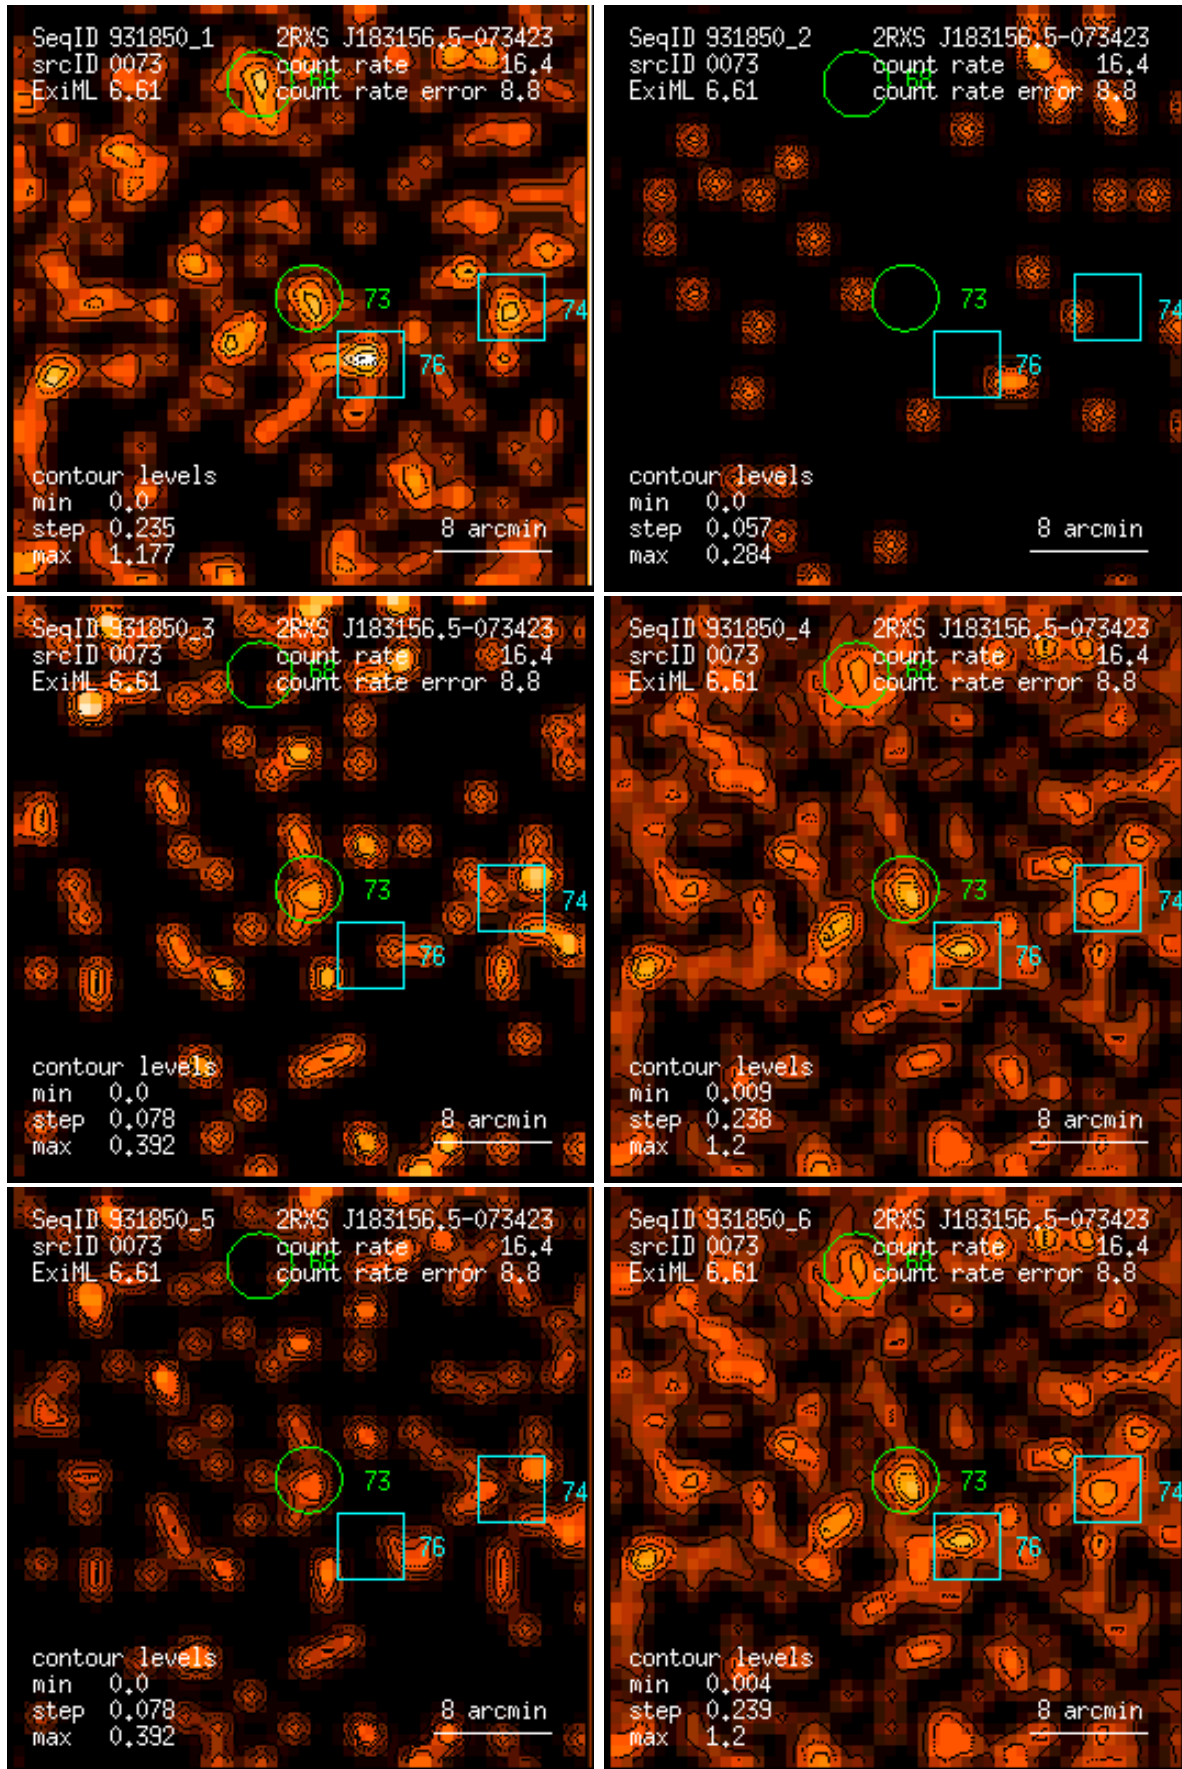 SeqID 931850_1 2RXS J183156.5-073423
srcID 0073 count rate 16.4
ExiML 6.61 68 count rate error 8.8
73
74
76
contour levels
min 0.0
step 0.235 8 arcmin
max 1.177
SeqID 931850_2 2RXS J183156.5-073423
srcID 0073 count rate 16.4
ExiML 6.61 68 count rate error 8.8
73
74
76
contour levels
min 0.0
step 0.057 8 arcmin
max 0.284
SeqID 931850_3 2RXS J183156.5-073423
srcID 0073 count rate 16.4
ExiML 6.61 68 count rate error 8.8
73
74
76
contour levels
min 0.0
step 0.078 8 arcmin
max 0.392
SeqID 931850_4 2RXS J183156.5-073423
srcID 0073 count rate 16.4
ExiML 6.61 68 count rate error 8.8
73
74
76
contour levels
min 0.009
step 0.238 8 arcmin
max 1.2
SeqID 931850_5 2RXS J183156.5-073423
srcID 0073 count rate 16.4
ExiML 6.61 68 count rate error 8.8
73
74
76
contour levels
min 0.0
step 0.078 8 arcmin
max 0.392
SeqID 931850_6 2RXS J183156.5-073423
srcID 0073 count rate 16.4
ExiML 6.61 68 count rate error 8.8
73
74
76
contour levels
min 0.004
step 0.239 8 arcmin
max 1.2